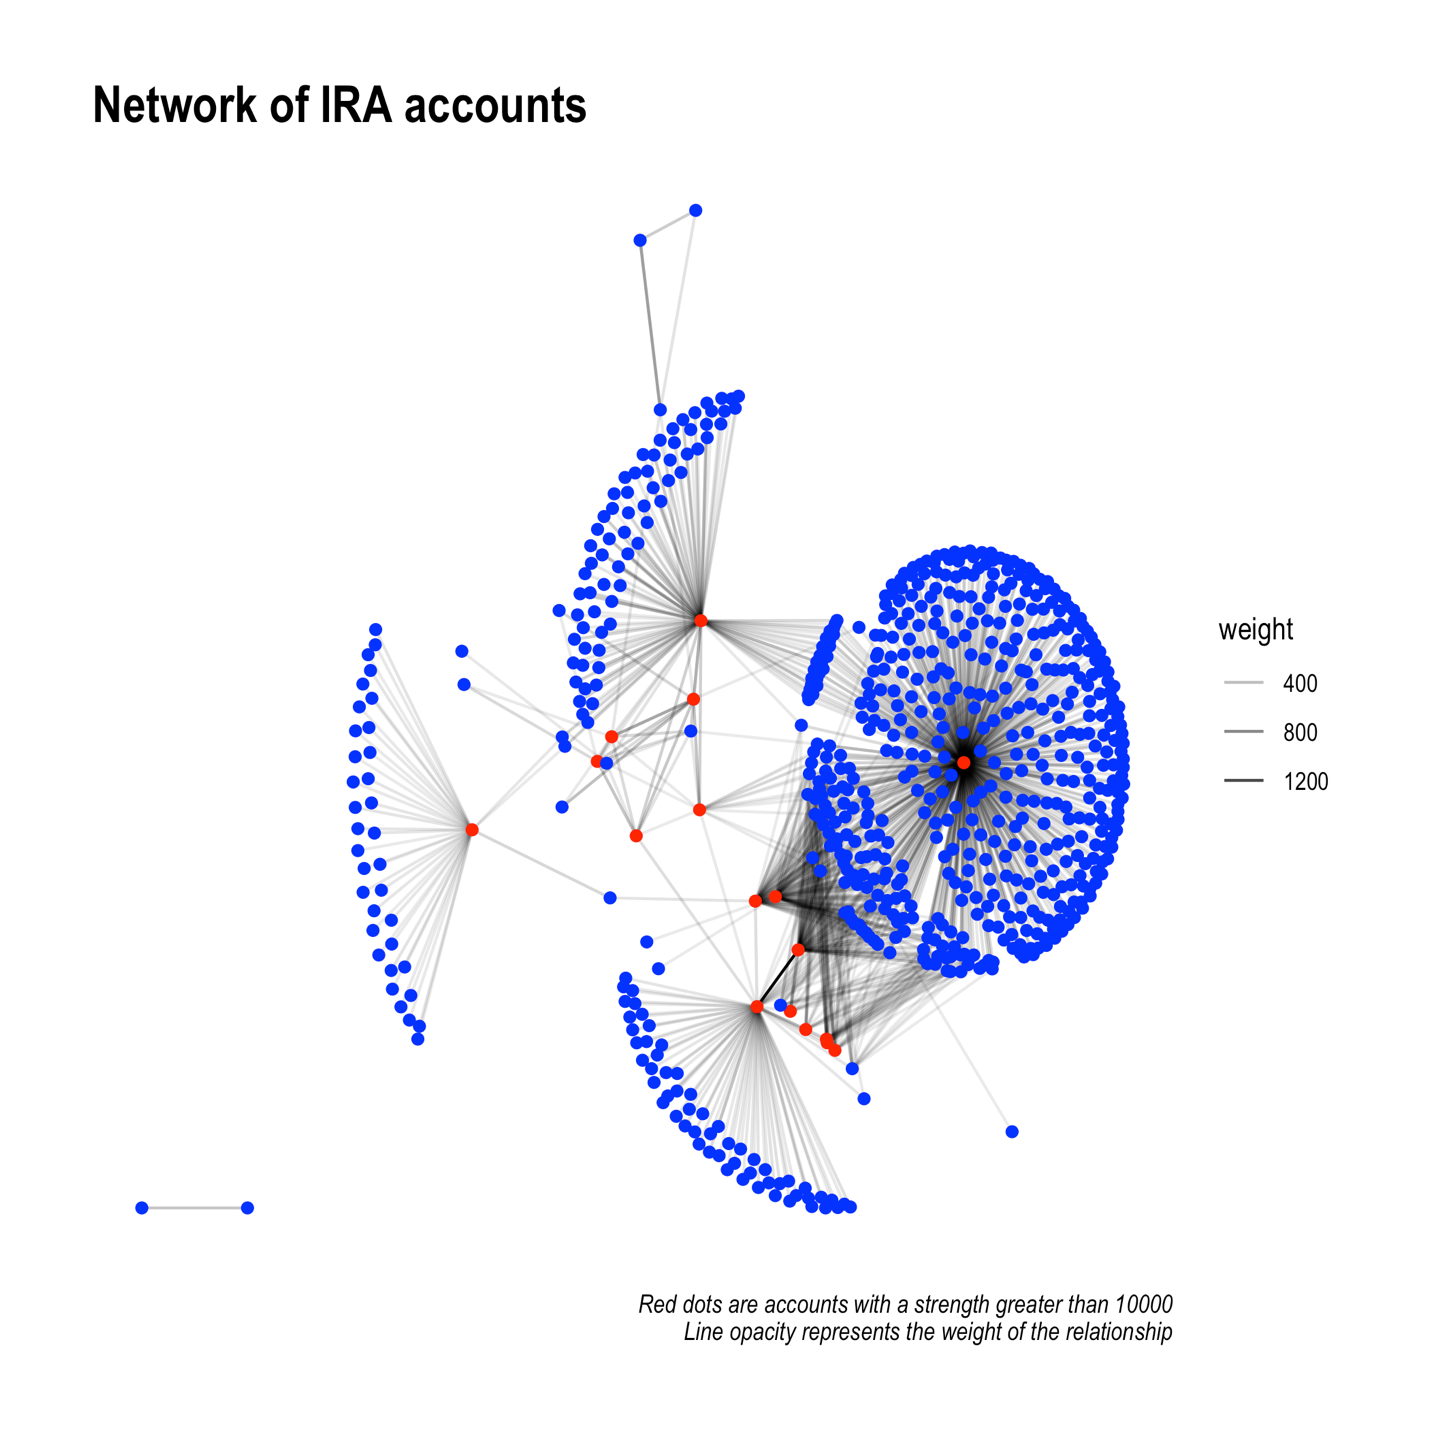 Network of IRA accounts
weight
400
800
1200
Red dots are accounts with a strength greater than 10000
Line opacity represents the weight of the relationship